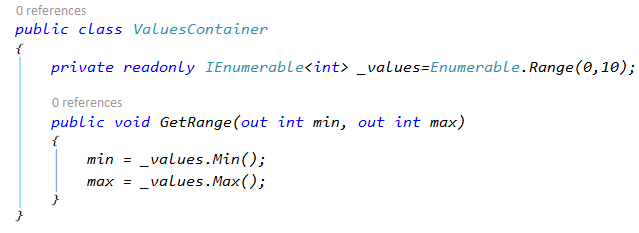 0 references
public class ValuesContainer
{
private readonly IEnumerable<int> _values=Enumerable.Range(0,10);
0 references
public void GetRange(out int min, out int max)
{
min = _values.Min();
max = _values.Max();
}
}